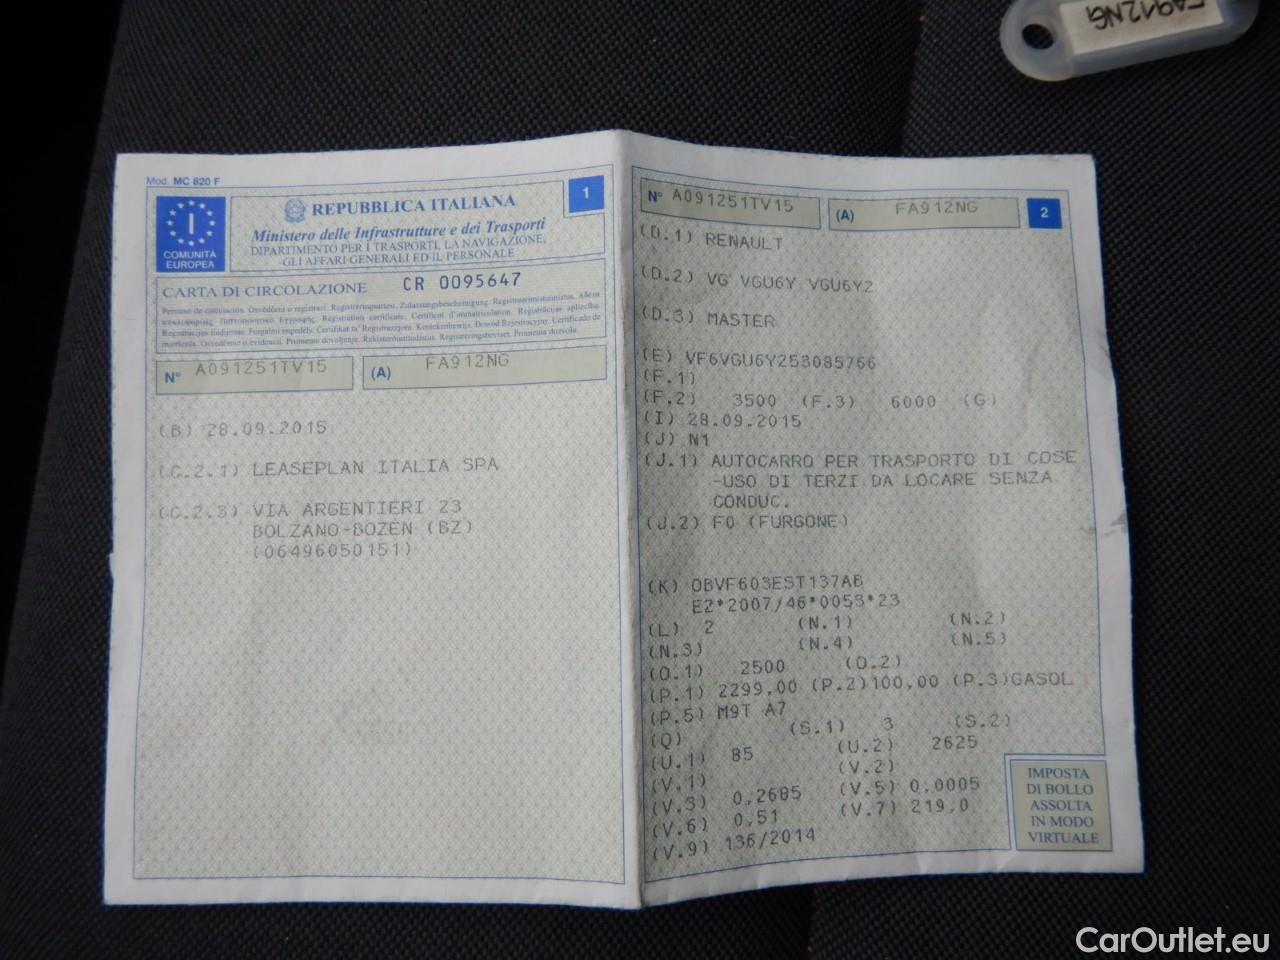 FA912NG
Mod. MC 820 F
1
I
COMUNITÀ
EUROPEA
REPUBBLICA ITALIANA
Ministero delle Infrastrutture e dei Trasporti
DIPARTIMENTO PER I TRASPORTI, LA NAVIGAZIONE,
GLI AFFARI GENERALI ED IL PERSONALE
CARTA DI CIRCOLAZIONE CR 0095647
N° A091251TV15 (A) FA912NG
(B) 28.09.2015
(C.2.1) LEASEPLAN ITALIA SPA
(C.2.3) VIA ARGENTIERI 23
BOLZANO-BOZEN (BZ)
(06496050151)
N° A091251TV15 (A) FA912NG 2
(D.1) RENAULT
(D.2) VG VGU6Y VGU6Y2
(D.3) MASTER
(E) VF6VGU6Y253085766
(F.1)
(F.2) 3500 (F.3) 6000 (G)
(I) 28.09.2015
(J) N1
(J.1) AUTOCARRO PER TRASPORTO DI COSE
-USO DI TERZI DA LOCARE SENZA
CONDUC.
(J.2) F0 (FURGONE)
(K) OBVF603EST137AB
E2*2007/46*0053*23
(L) 2 (N.1) (N.2)
(N.3) (N.4) (N.5)
(O.1) 2500 (O.2)
(P.1) 2299,00 (P.2)100,00 (P.3)GASOL
(P.5) M9T A7
(Q) (S.1) 3 (S.2)
(U.1) 85 (U.2) 2625
(V.1) (V.2)
(V.3) 0,2685 (V.5) 0,0005
(V.6) 0,51 (V.7) 219,0
(V.9) 136/2014
IMPOSTA
DI BOLLO
ASSOLTA
IN MODO
VIRTUALE
CarOutlet.eu